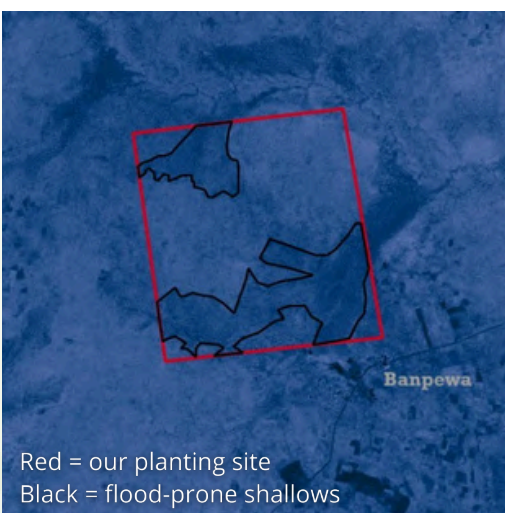 Banpewa
Red = our planting site
Black = flood-prone shallows